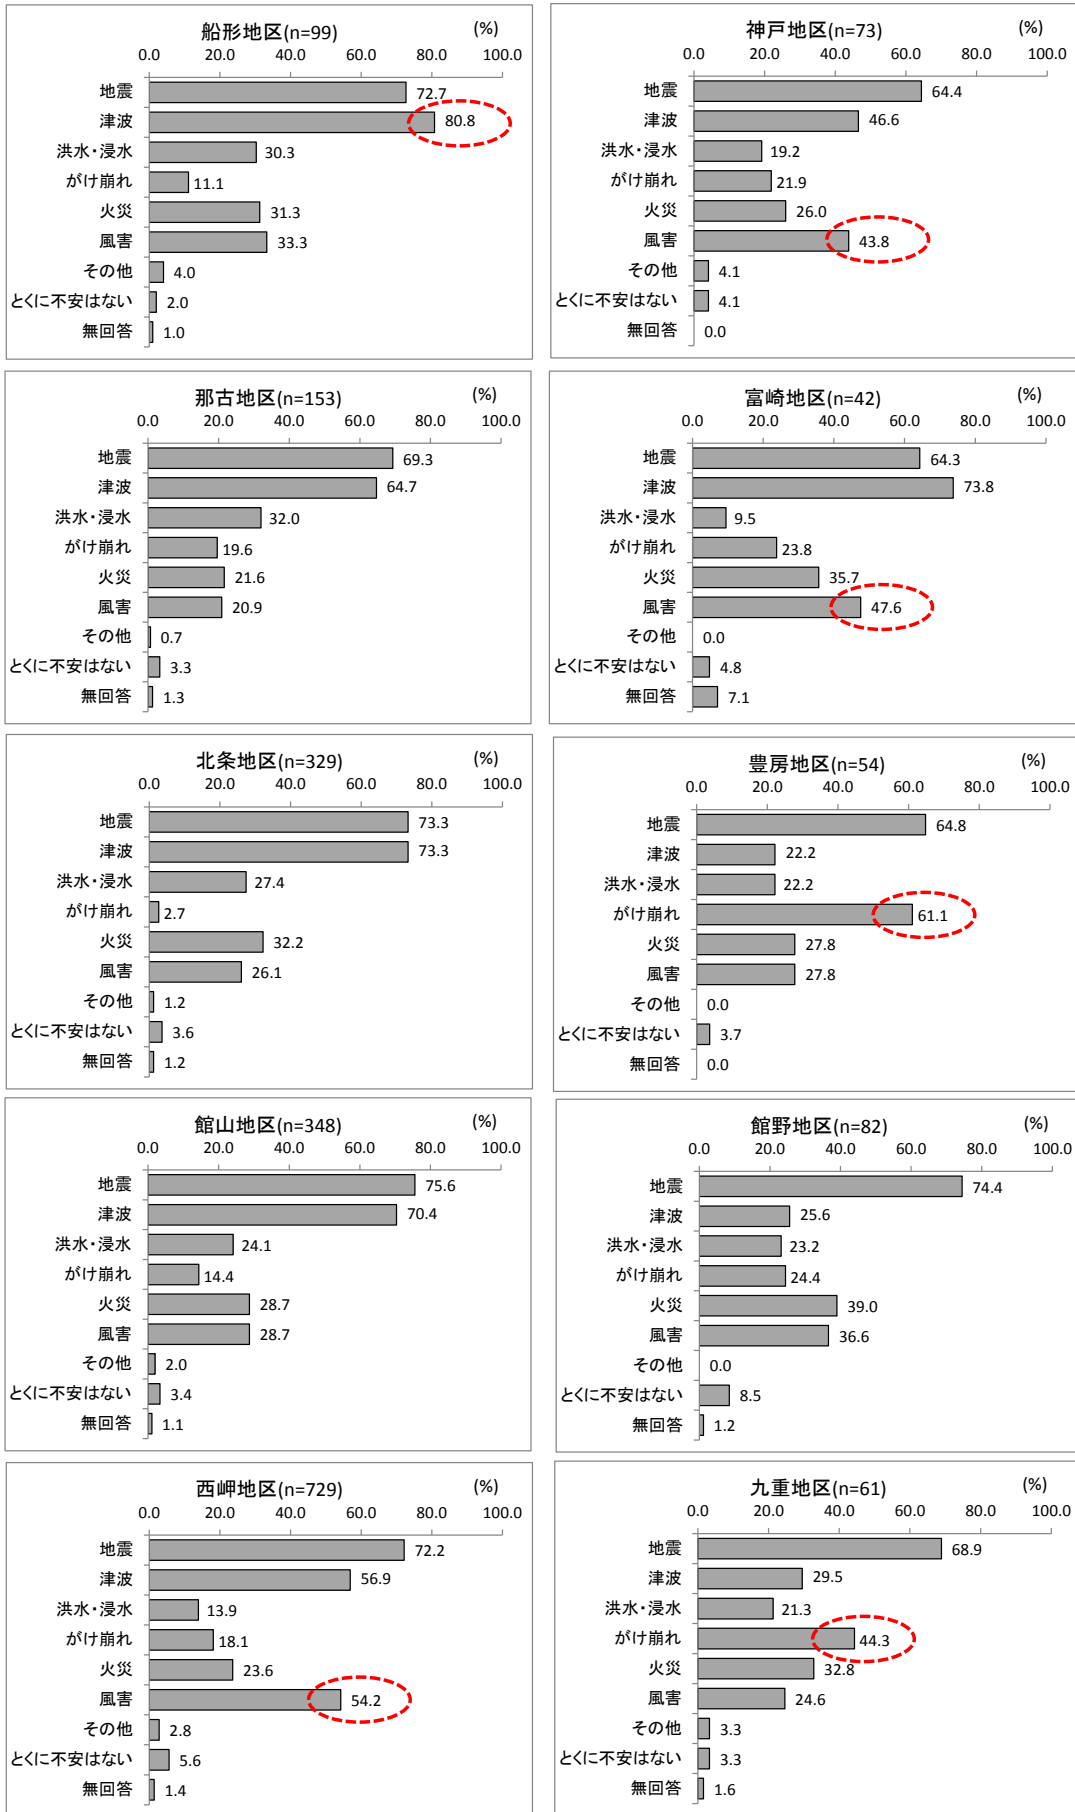 船形地区(n=99)
(%)
0.0 20.0 40.0 60.0 80.0 100.0
地震 72.7
津波 80.8
洪水・浸水 30.3
がけ崩れ 11.1
火災 31.3
風害 33.3
その他 4.0
とくに不安はない 2.0
無回答 1.0
神戸地区(n=73)
(%)
0.0 20.0 40.0 60.0 80.0 100.0
地震 64.4
津波 46.6
洪水・浸水 19.2
がけ崩れ 21.9
火災 26.0
風害 43.8
その他 4.1
とくに不安はない 4.1
無回答 0.0
那古地区(n=153)
(%)
0.0 20.0 40.0 60.0 80.0 100.0
地震 69.3
津波 64.7
洪水・浸水 32.0
がけ崩れ 19.6
火災 21.6
風害 20.9
その他 0.7
とくに不安はない 3.3
無回答 1.3
富崎地区(n=42)
(%)
0.0 20.0 40.0 60.0 80.0 100.0
地震 64.3
津波 73.8
洪水・浸水 9.5
がけ崩れ 23.8
火災 35.7
風害 47.6
その他 0.0
とくに不安はない 4.8
無回答 7.1
北条地区(n=329)
(%)
0.0 20.0 40.0 60.0 80.0 100.0
地震 73.3
津波 73.3
洪水・浸水 27.4
がけ崩れ 2.7
火災 32.2
風害 26.1
その他 1.2
とくに不安はない 3.6
無回答 1.2
豊房地区(n=54)
(%)
0.0 20.0 40.0 60.0 80.0 100.0
地震 64.8
津波 22.2
洪水・浸水 22.2
がけ崩れ 61.1
火災 27.8
風害 27.8
その他 0.0
とくに不安はない 3.7
無回答 0.0
館山地区(n=348)
(%)
0.0 20.0 40.0 60.0 80.0 100.0
地震 75.6
津波 70.4
洪水・浸水 24.1
がけ崩れ 14.4
火災 28.7
風害 28.7
その他 2.0
とくに不安はない 3.4
無回答 1.1
館野地区(n=82)
(%)
0.0 20.0 40.0 60.0 80.0 100.0
地震 74.4
津波 25.6
洪水・浸水 23.2
がけ崩れ 24.4
火災 39.0
風害 36.6
その他 0.0
とくに不安はない 8.5
無回答 1.2
西岬地区(n=729)
(%)
0.0 20.0 40.0 60.0 80.0 100.0
地震 72.2
津波 56.9
洪水・浸水 13.9
がけ崩れ 18.1
火災 23.6
風害 54.2
その他 2.8
とくに不安はない 5.6
無回答 1.4
九重地区(n=61)
(%)
0.0 20.0 40.0 60.0 80.0 100.0
地震 68.9
津波 29.5
洪水・浸水 21.3
がけ崩れ 44.3
火災 32.8
風害 24.6
その他 3.3
とくに不安はない 3.3
無回答 1.6